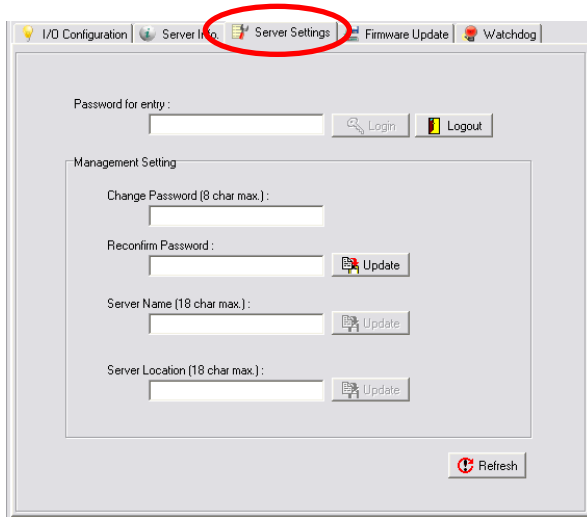 I/O Configuration Server Info. Server Settings Firmware Update Watchdog
Password for entry :
Login Logout
Management Setting
Change Password (8 char max.) :
Reconfirm Password :
Update
Server Name (18 char max.) :
Update
Server Location (18 char max.) :
Update
Refresh